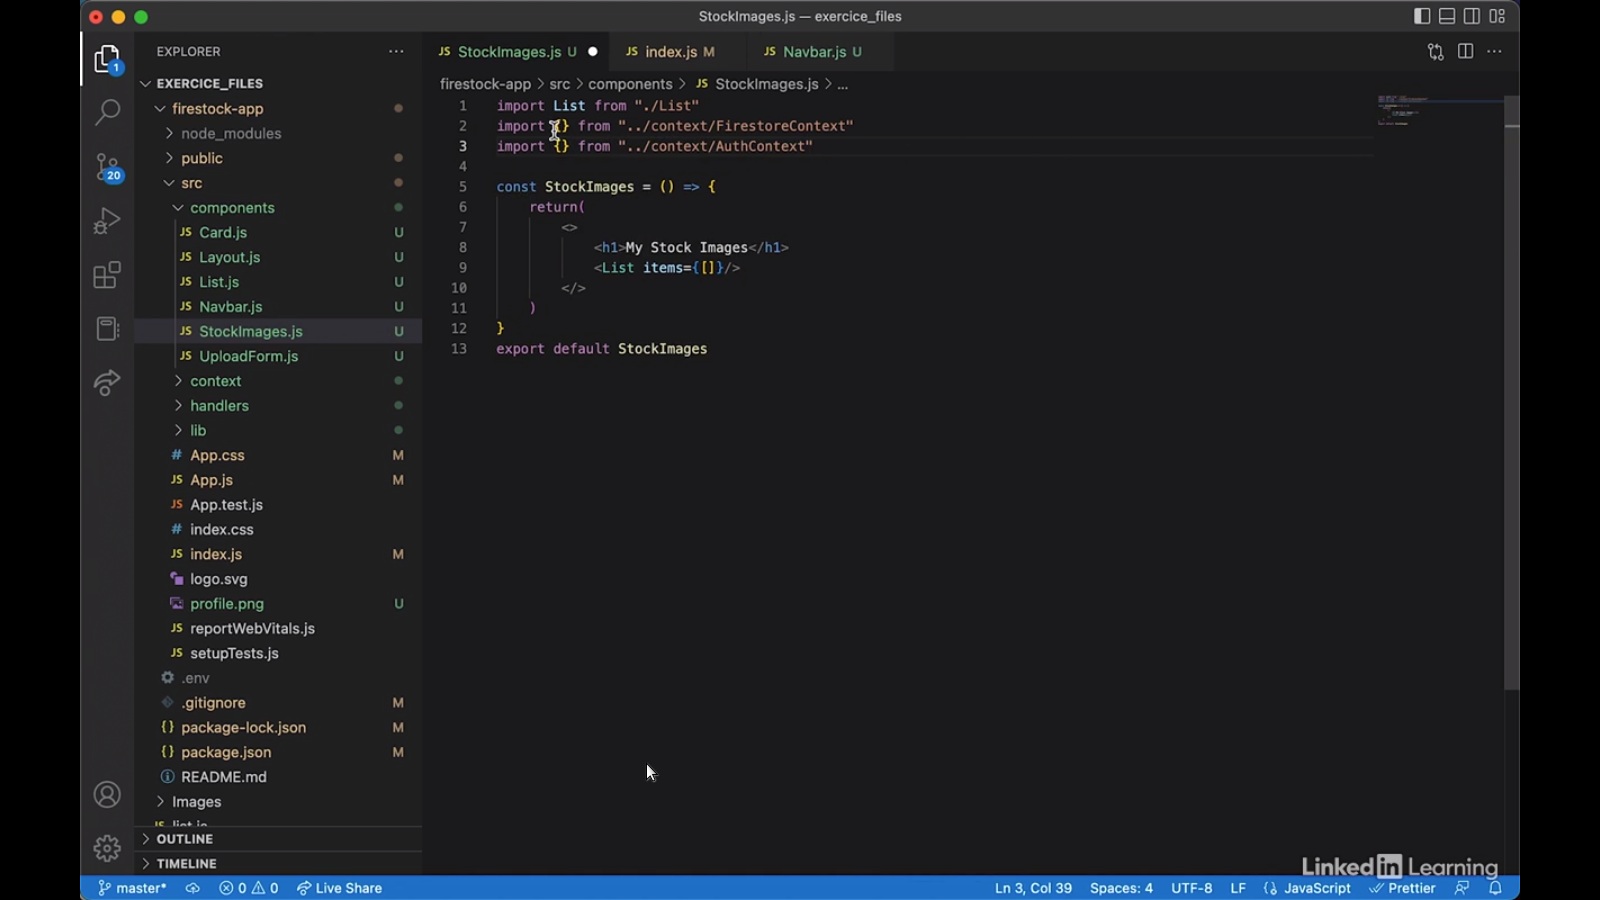 StockImages.js — exercice_files
EXPLORER
StockImages.js U
index.js M
Navbar.js U
EXERCICE_FILES
firestock-app > src > components > JS StockImages.js > ...
firestock-app
node_modules
public
src
components
JS Card.js U
JS Layout.js U
JS List.js U
JS Navbar.js U
JS StockImages.js U
JS UploadForm.js U
context
handlers
lib
# App.css M
JS App.js M
JS App.test.js
# index.css
JS index.js M
logo.svg
profile.png U
JS reportWebVitals.js
JS setupTests.js
.env
.gitignore M
{} package-lock.json M
{} package.json M
README.md
Images
OUTLINE
TIMELINE
1
20
1 import List from "./List"
2 import {} from "../context/FirestoreContext"
3 import {} from "../context/AuthContext"
4
5 const StockImages = () => {
6 return(
7 <>
8 <h1>My Stock Images</h1>
9 <List items={[]}/>
10 </>
11 )
12 }
13 export default StockImages
LinkedIn Learning
master* 0 0 Live Share Ln 3, Col 39 Spaces: 4 UTF-8 LF {} JavaScript Prettier